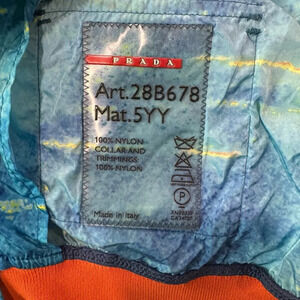 PRADA
Art.28B678
Mat.5YY
100% NYLON
COLLAR AND
TRIMMINGS
100% NYLON
P
Made in Italy